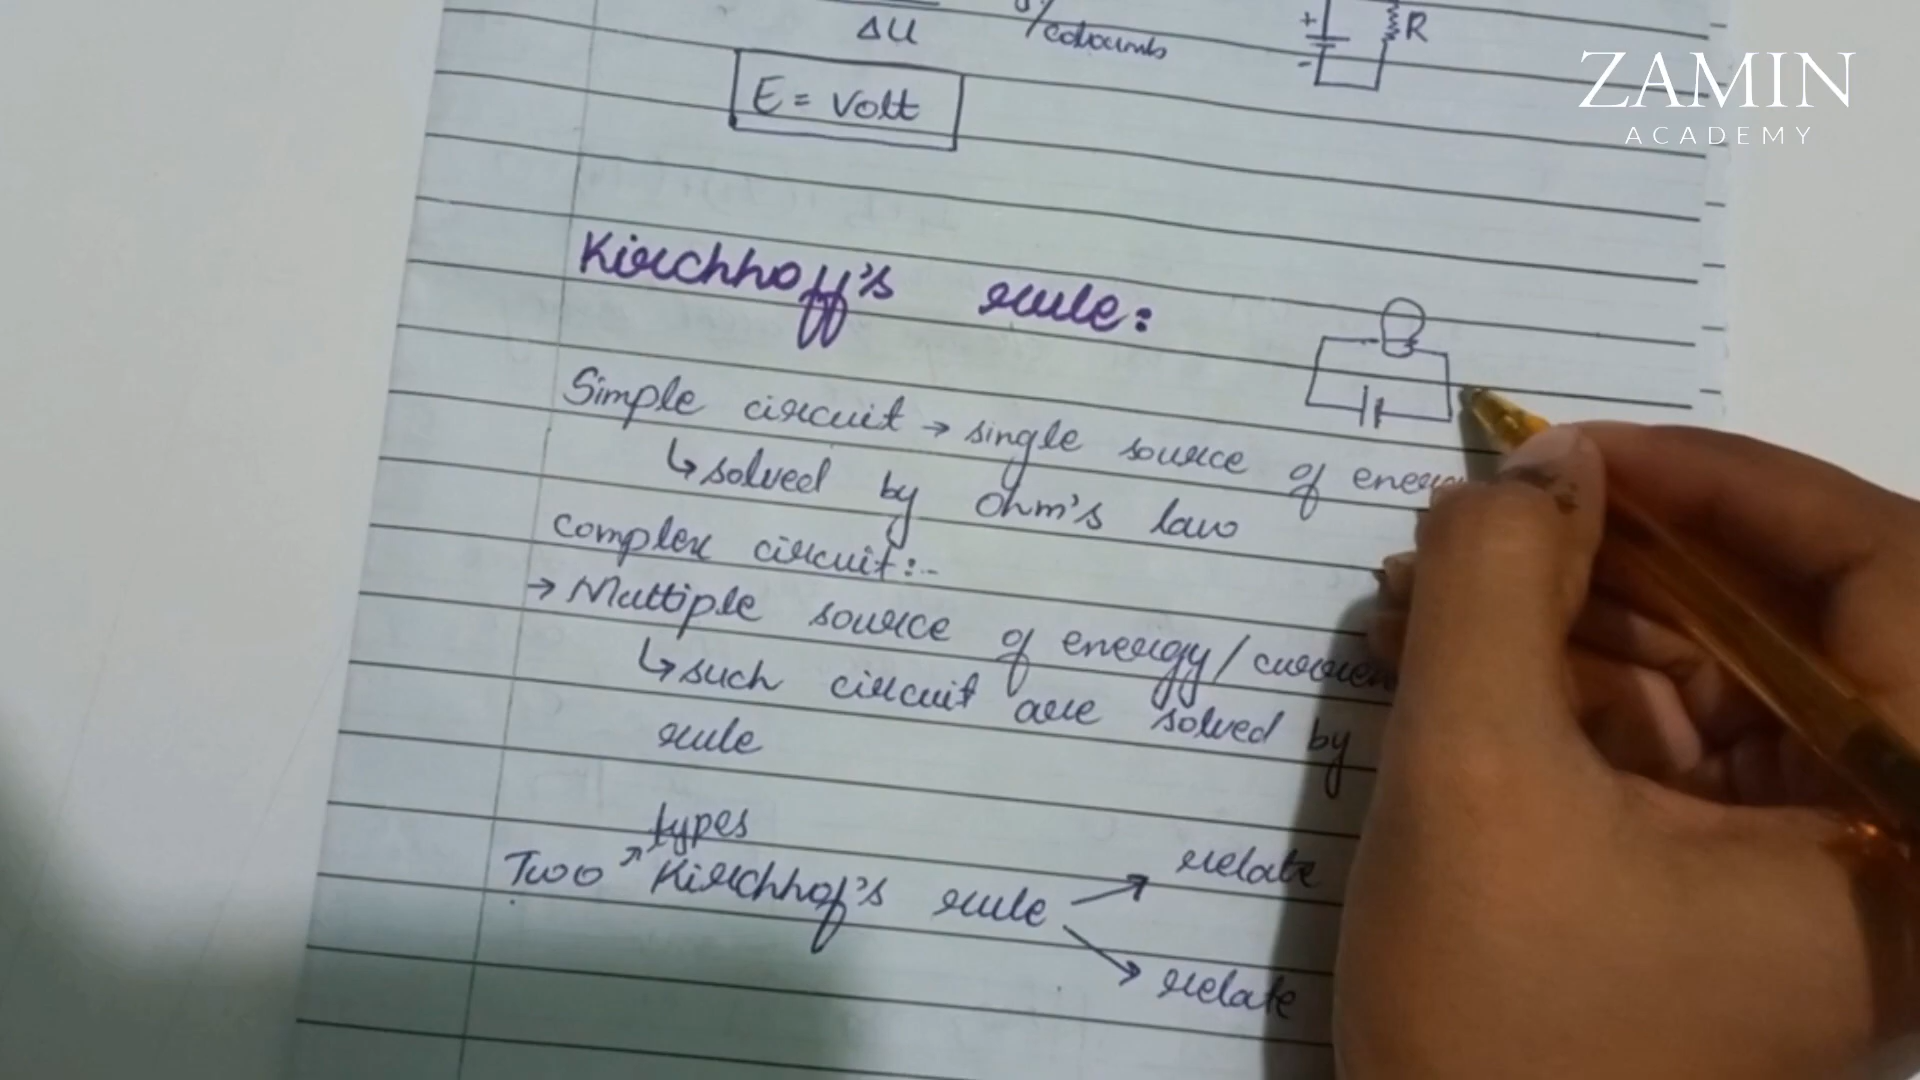 ΔU
/coloumb
+
-
R
ZAMIN
ACADEMY
E = Volt
Kirchhoff's rule:
Simple circuit → single source of energy
↳ solved by Ohm's law
Complex circuit:-
→ Multiple source of energy/curren
↳ such circuit are solved by
rule
types
Two ↗ Kirchhof's rule
relate
relate